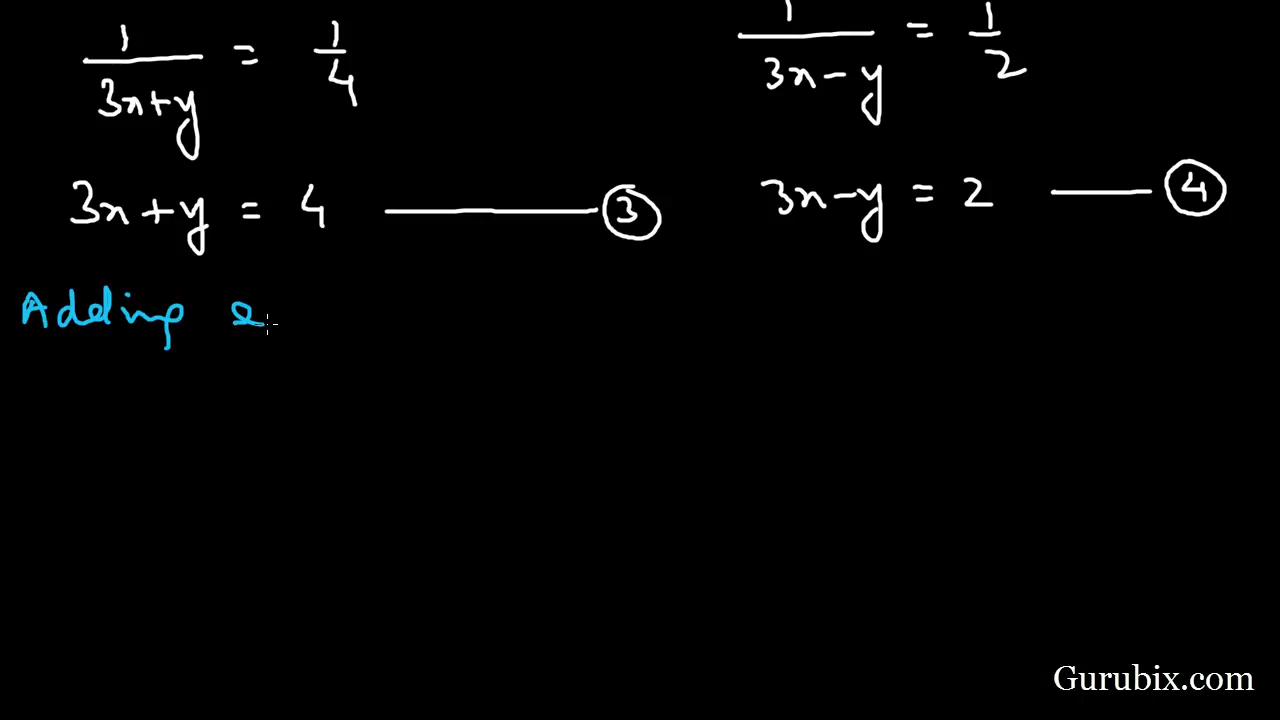 1/(3x+y) = 1/4
1/(3x-y) = 1/2
3x+y = 4 —— ③
3x-y = 2 —— ④
Adding e
Gurubix.com